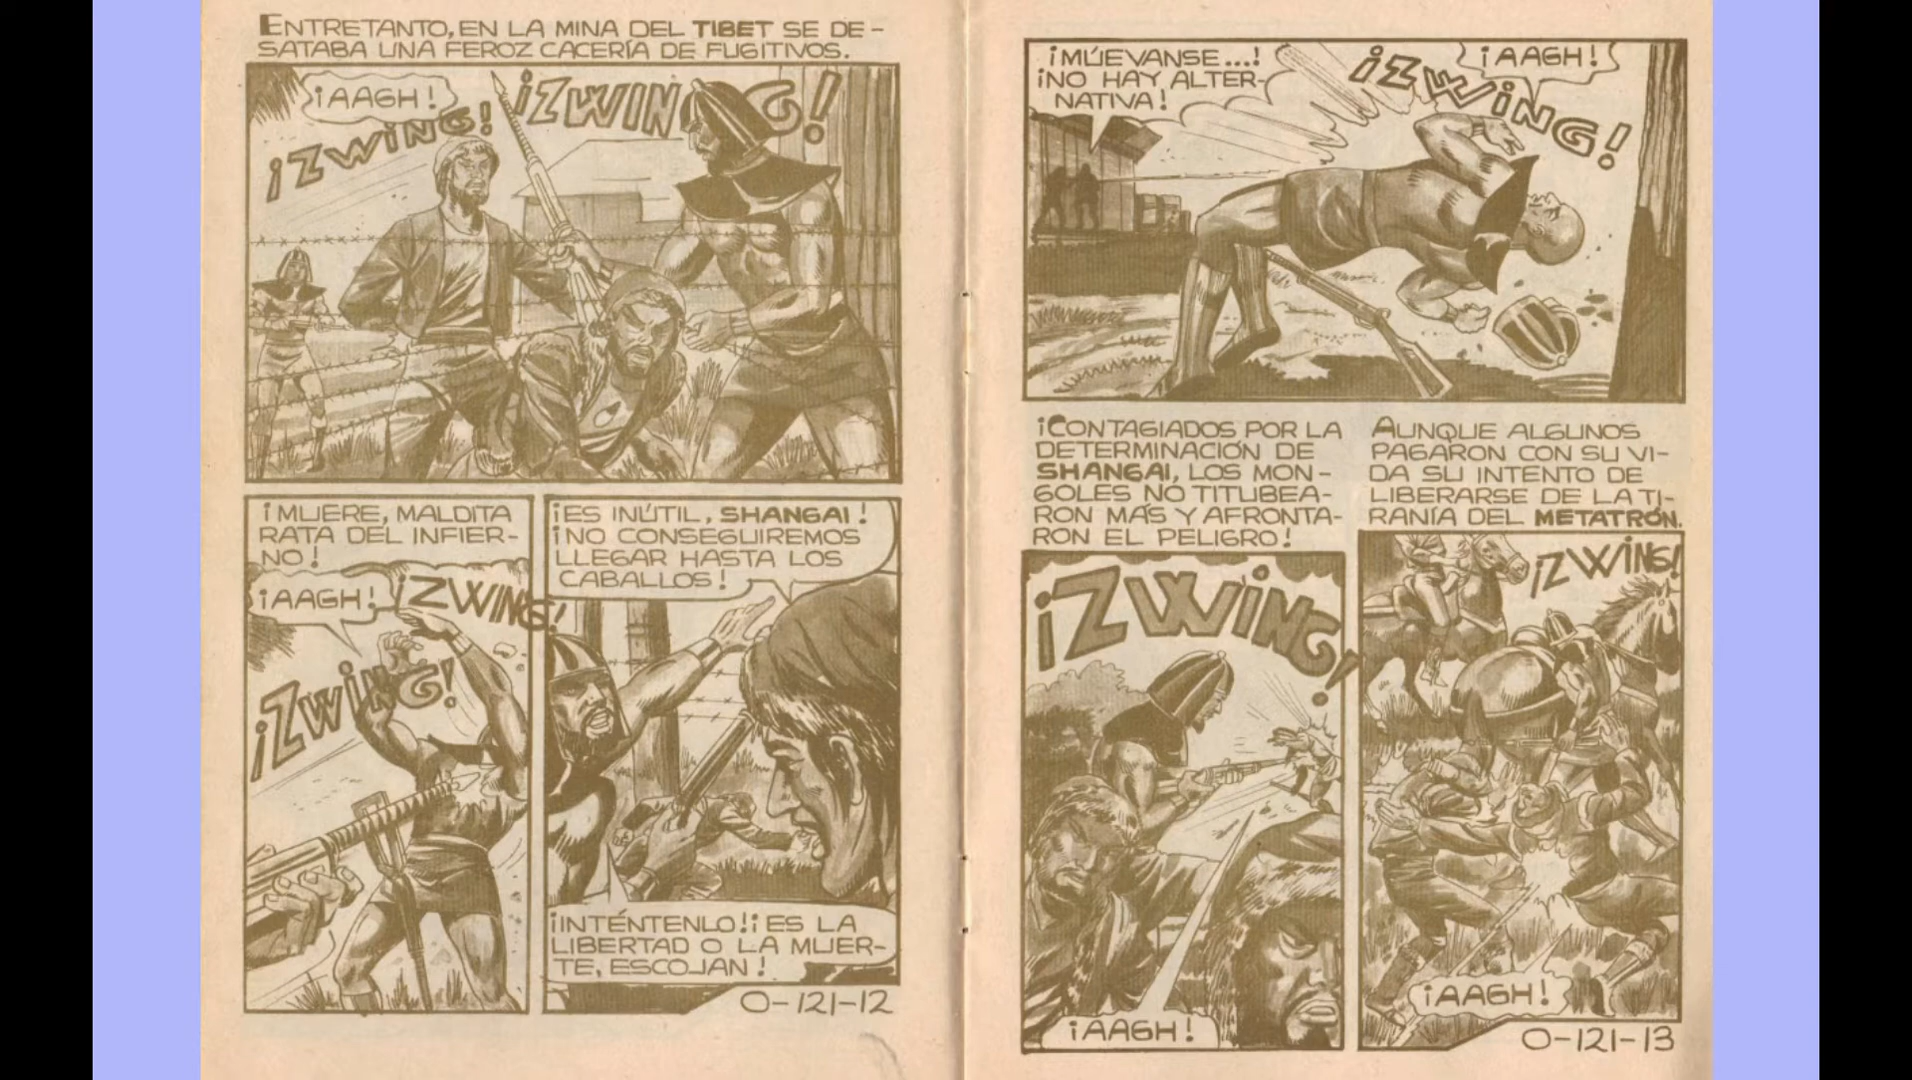 ENTRETANTO, EN LA MINA DEL TIBET SE DE-
SATABA UNA FEROZ CACERÍA DE FUGITIVOS.
¡AAGH!
¡ZWING!
¡ZWING!
¡MUERE, MALDITA
RATA DEL INFIER-
NO!
¡AAGH!
¡ZWING!
¡ZWING!
¡ES INÚTIL, SHANGAI!
¡NO CONSEGUIREMOS
LLEGAR HASTA LOS
CABALLOS!
¡INTÉNTENLO! ¡ES LA
LIBERTAD O LA MUER-
TE, ESCOJAN!
O-121-12
¡MÚEVANSE...!
¡NO HAY ALTER-
NATIVA!
¡ZWING!
¡AAGH!
¡CONTAGIADOS POR LA
DETERMINACIÓN DE
SHANGAI, LOS MON-
GOLES NO TITUBEA-
RON MÁS Y AFRONTA-
RON EL PELIGRO!
¡ZWING!
¡AAGH!
AUNQUE ALGUNOS
PAGARON CON SU VI-
DA SU INTENTO DE
LIBERARSE DE LA TI-
RANÍA DEL METATRÓN.
¡ZWING!
¡AAGH!
O-121-13